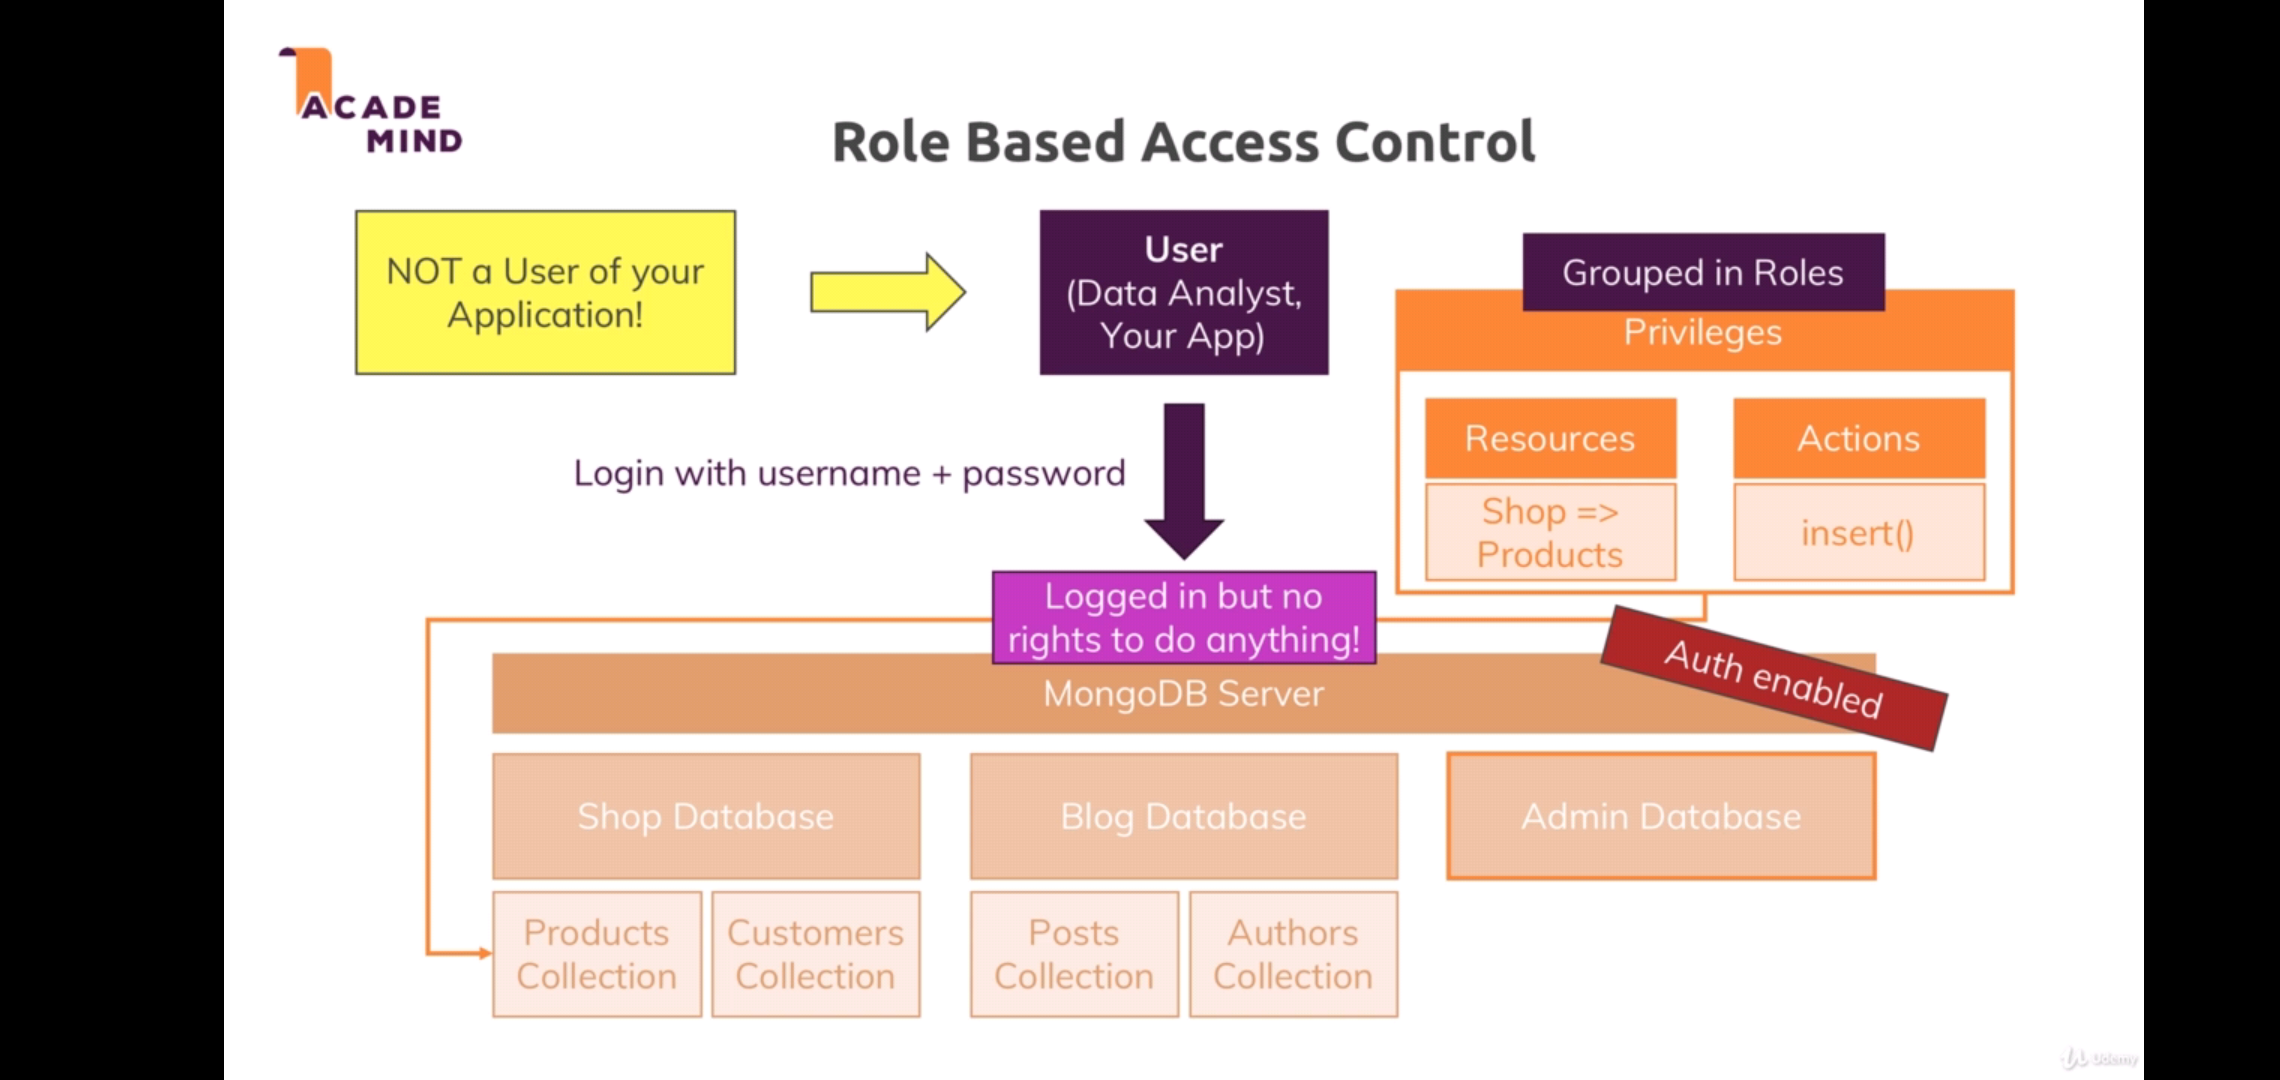 ACADE
MIND
Role Based Access Control
NOT a User of your
Application!
User
(Data Analyst,
Your App)
Grouped in Roles
Privileges
Resources
Actions
Shop =>
Products
insert()
Login with username + password
Logged in but no
rights to do anything!
Auth enabled
MongoDB Server
Shop Database
Blog Database
Admin Database
Products
Collection
Customers
Collection
Posts
Collection
Authors
Collection
Udemy